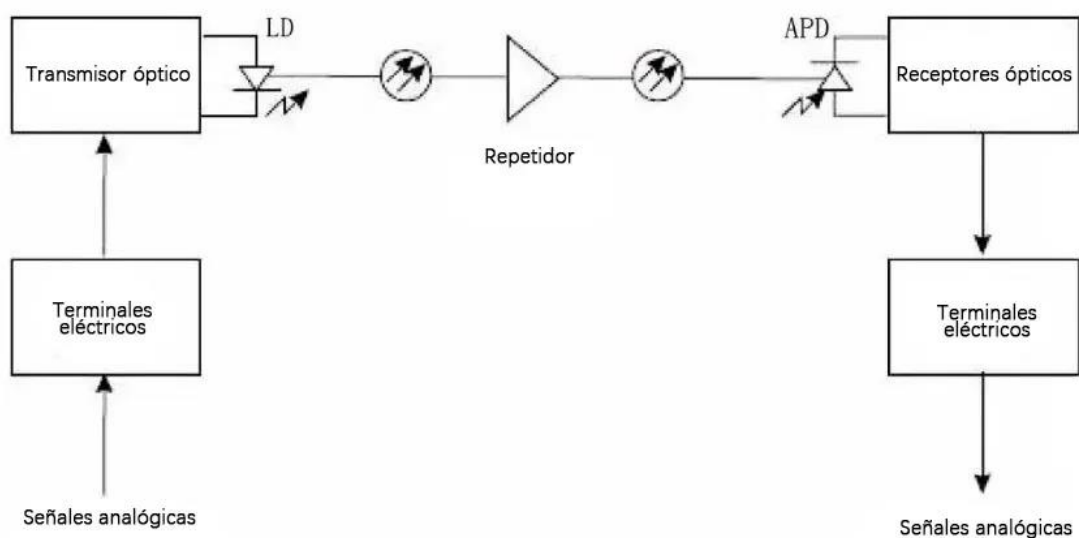 LD
APD
Transmisor óptico
Receptores ópticos
Repetidor
Terminales
eléctricos
Terminales
eléctricos
Señales analógicas
Señales analógicas